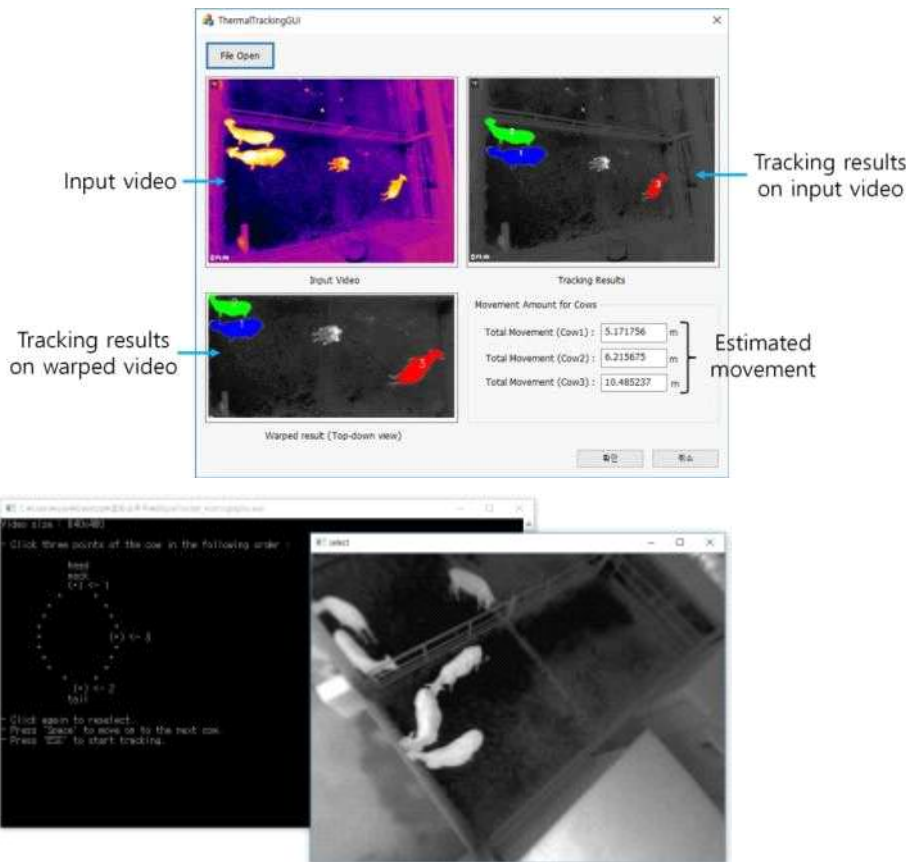 ThermalTrackingGUI
File Open
Input video
Tracking results
on input video
Input Video
Tracking Results
Tracking results
on warped video
Movement Amount for Cows
Total Movement (Cow1) : 5.171756 m
Total Movement (Cow2) : 6.215675 m
Total Movement (Cow3) : 10.485237 m
Estimated
movement
Warped result (Top-down view)
확인
취소
Video size : 640x480
- Click three points of the cow in the following order :
head
neck
(*) <- 1
(*) <- 3
(*) <- 2
tail
- Click again to reselect.
- Press "Space" to move on to the next cow.
- Press "ESC" to start tracking.
select